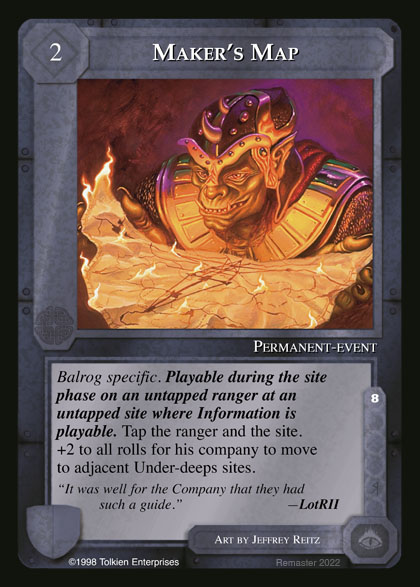 2
Maker's Map
Permanent-event
Balrog specific. Playable during the site
phase on an untapped ranger at an
untapped site where Information is
playable. Tap the ranger and the site.
+2 to all rolls for his company to move
to adjacent Under-deeps sites.
8
“It was well for the Company that they had
such a guide.” —LotRII
Art by Jeffrey Reitz
©1998 Tolkien Enterprises
Remaster 2022